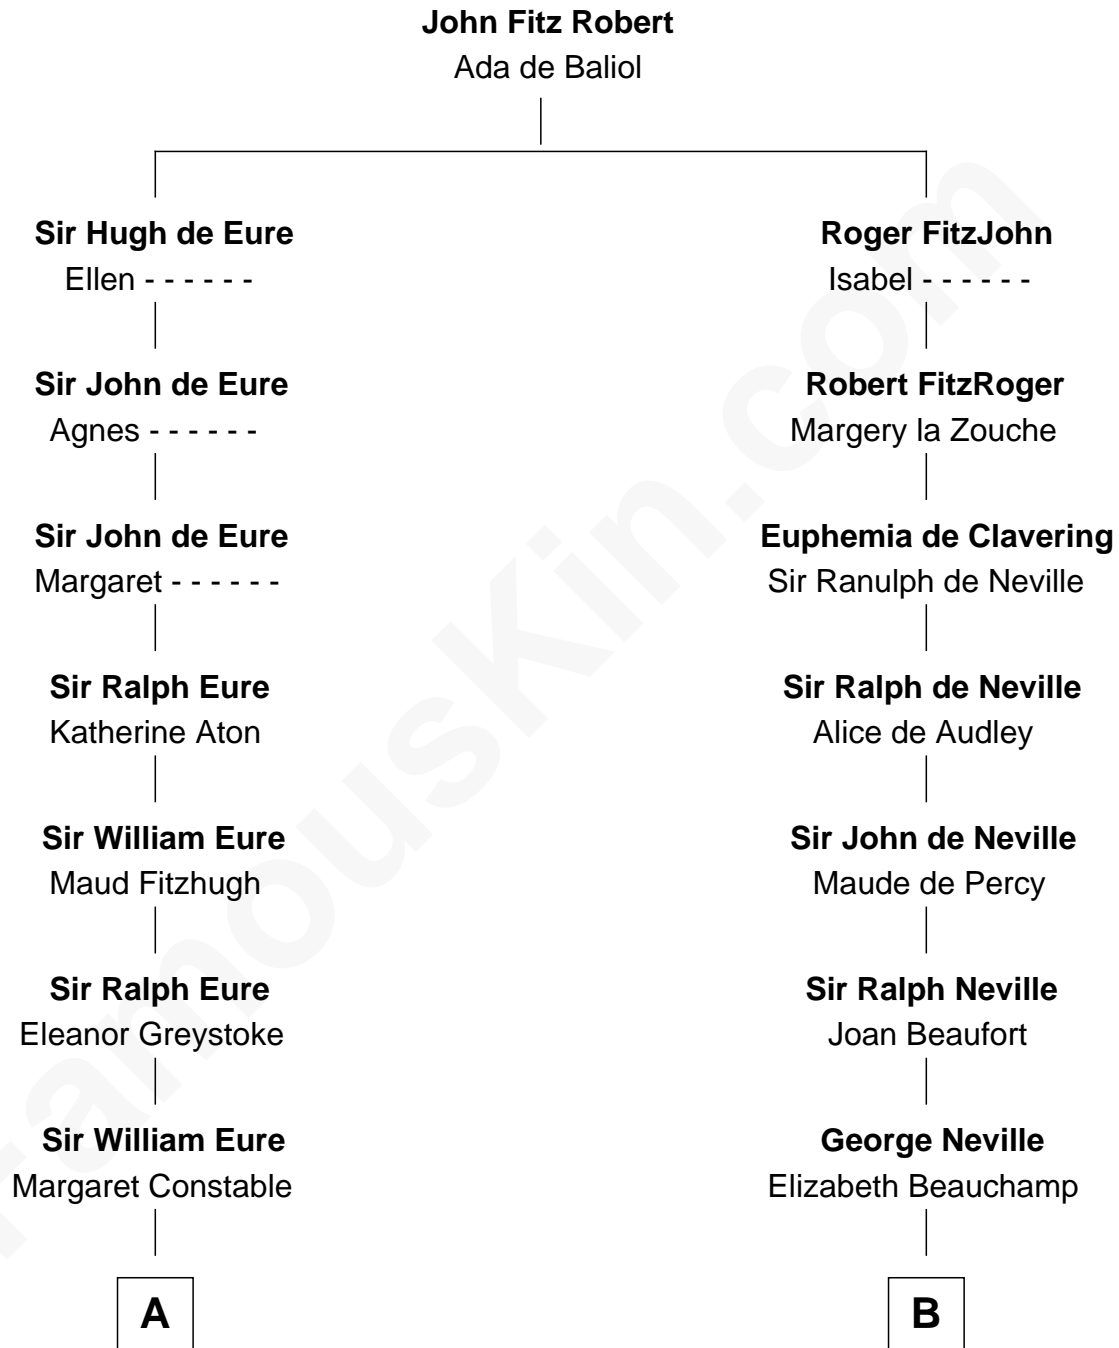 John Fitz Robert
Ada de Baliol
Sir Hugh de Eure
Ellen - - - - - -
Sir John de Eure
Agnes - - - - - -
Sir John de Eure
Margaret - - - - - -
Sir Ralph Eure
Katherine Aton
Sir William Eure
Maud Fitzhugh
Sir Ralph Eure
Eleanor Greystoke
Sir William Eure
Margaret Constable
A
Roger FitzJohn
Isabel - - - - - -
Robert FitzRoger
Margery la Zouche
Euphemia de Clavering
Sir Ranulph de Neville
Sir Ralph de Neville
Alice de Audley
Sir John de Neville
Maude de Percy
Sir Ralph Neville
Joan Beaufort
George Neville
Elizabeth Beauchamp
B
FamousKin.com